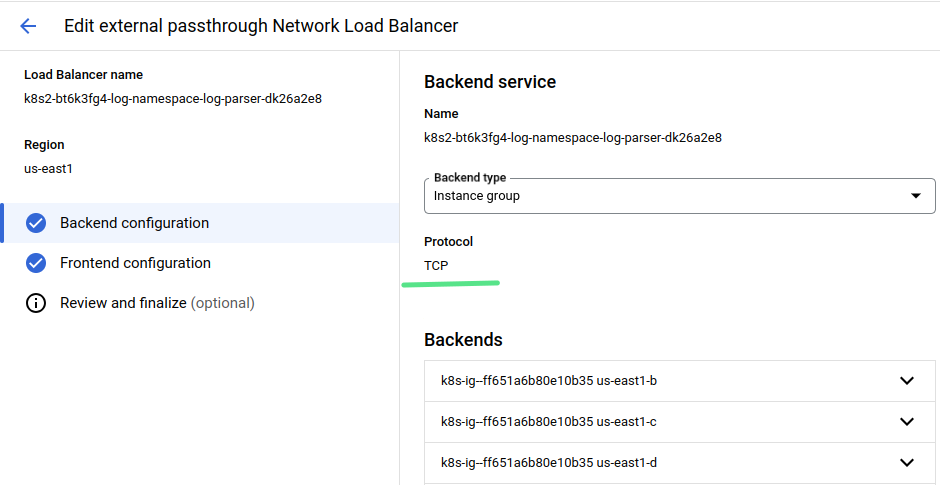 Edit external passthrough Network Load Balancer
Load Balancer name
k8s2-bt6k3fg4-log-namespace-log-parser-dk26a2e8
Region
us-east1
Backend configuration
Frontend configuration
Review and finalize (optional)
Backend service
Name
k8s2-bt6k3fg4-log-namespace-log-parser-dk26a2e8
Backend type
Instance group
Protocol
TCP
Backends
k8s-ig--ff651a6b80e10b35 us-east1-b
k8s-ig--ff651a6b80e10b35 us-east1-c
k8s-ig--ff651a6b80e10b35 us-east1-d